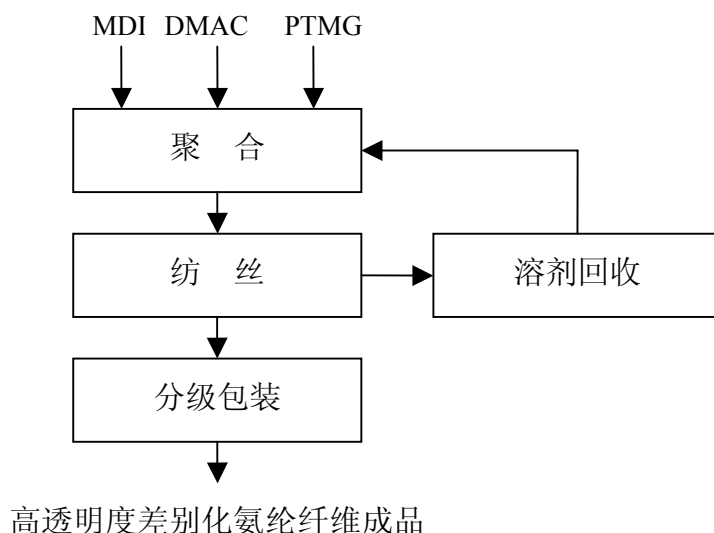 MDI DMAC PTMG
聚 合
纺 丝
溶剂回收
分级包装
高透明度差别化氨纶纤维成品